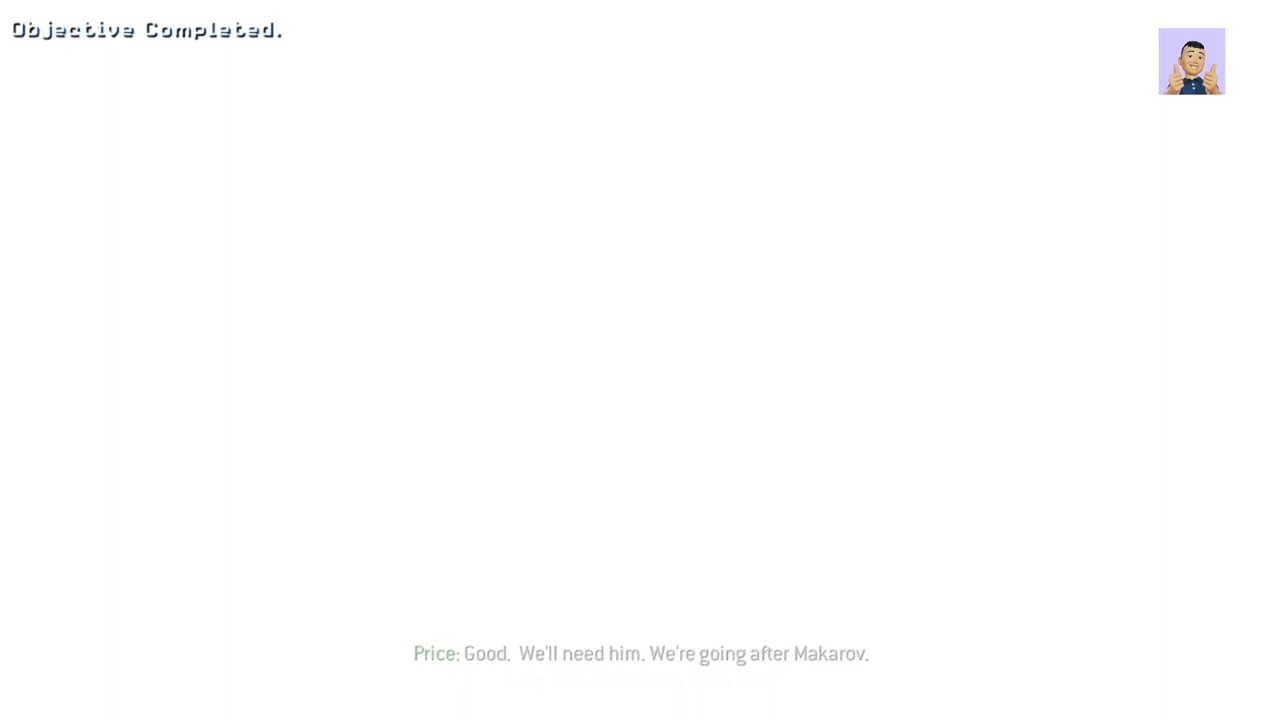 Objective Completed.
Price: Good. We'll need him. We're going after Makarov.